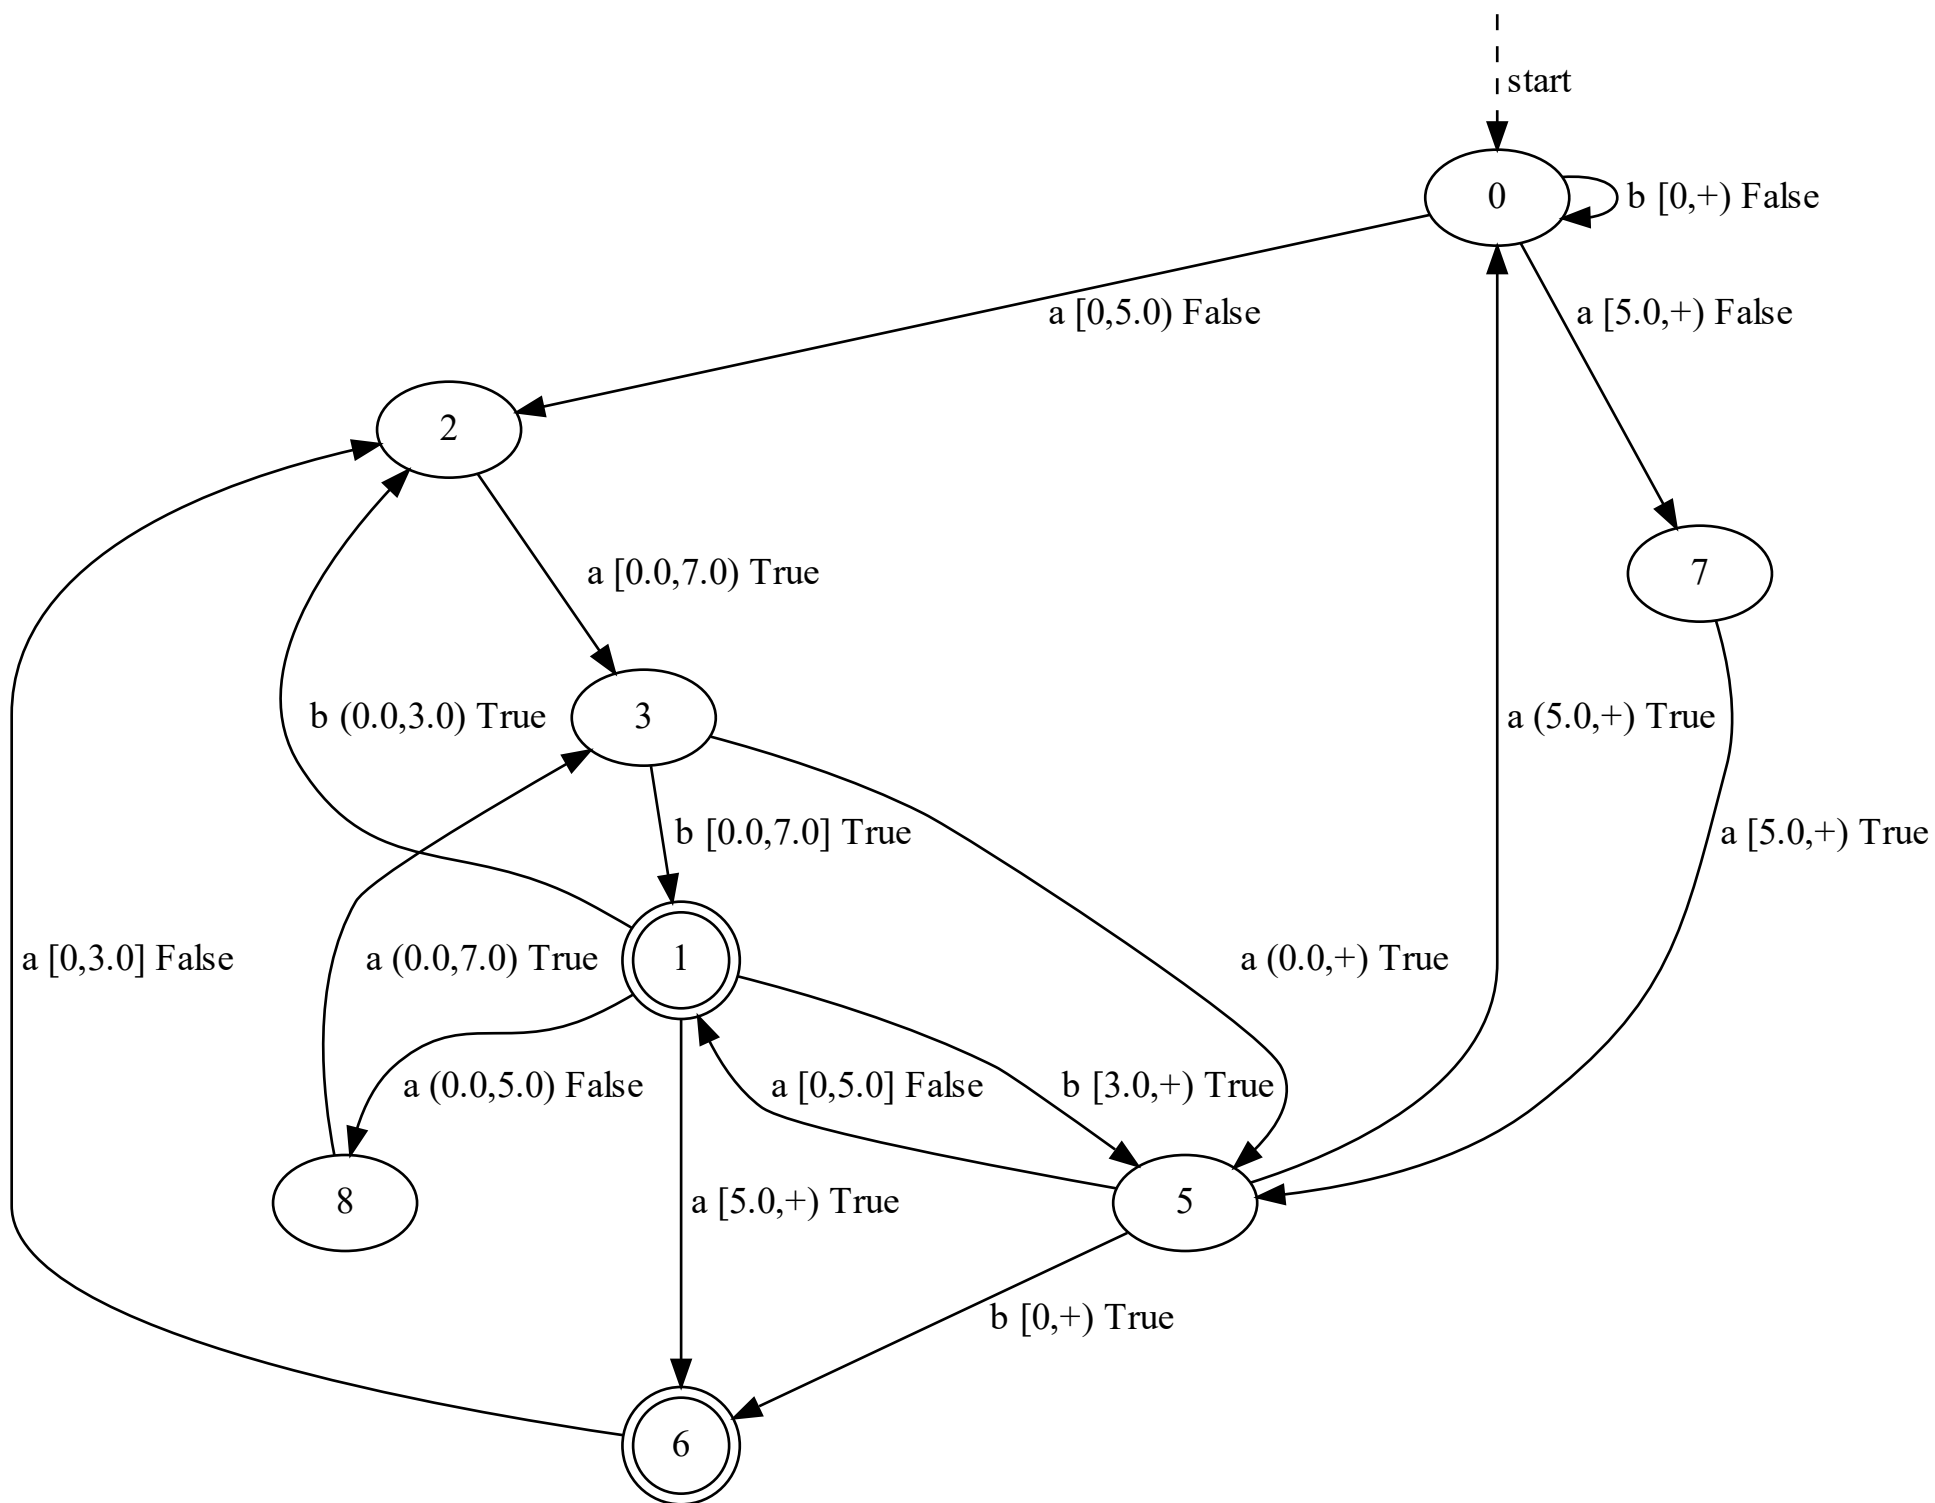 start
0
b [0,+) False
a [0,5.0) False
a [5.0,+) False
2
7
a [0.0,7.0) True
b (0.0,3.0) True
3
a (5.0,+) True
b [0.0,7.0] True
a [5.0,+) True
a [0,3.0] False
a (0.0,7.0) True
1
a (0.0,+) True
a (0.0,5.0) False
a [0,5.0] False
b [3.0,+) True
8
a [5.0,+) True
5
b [0,+) True
6